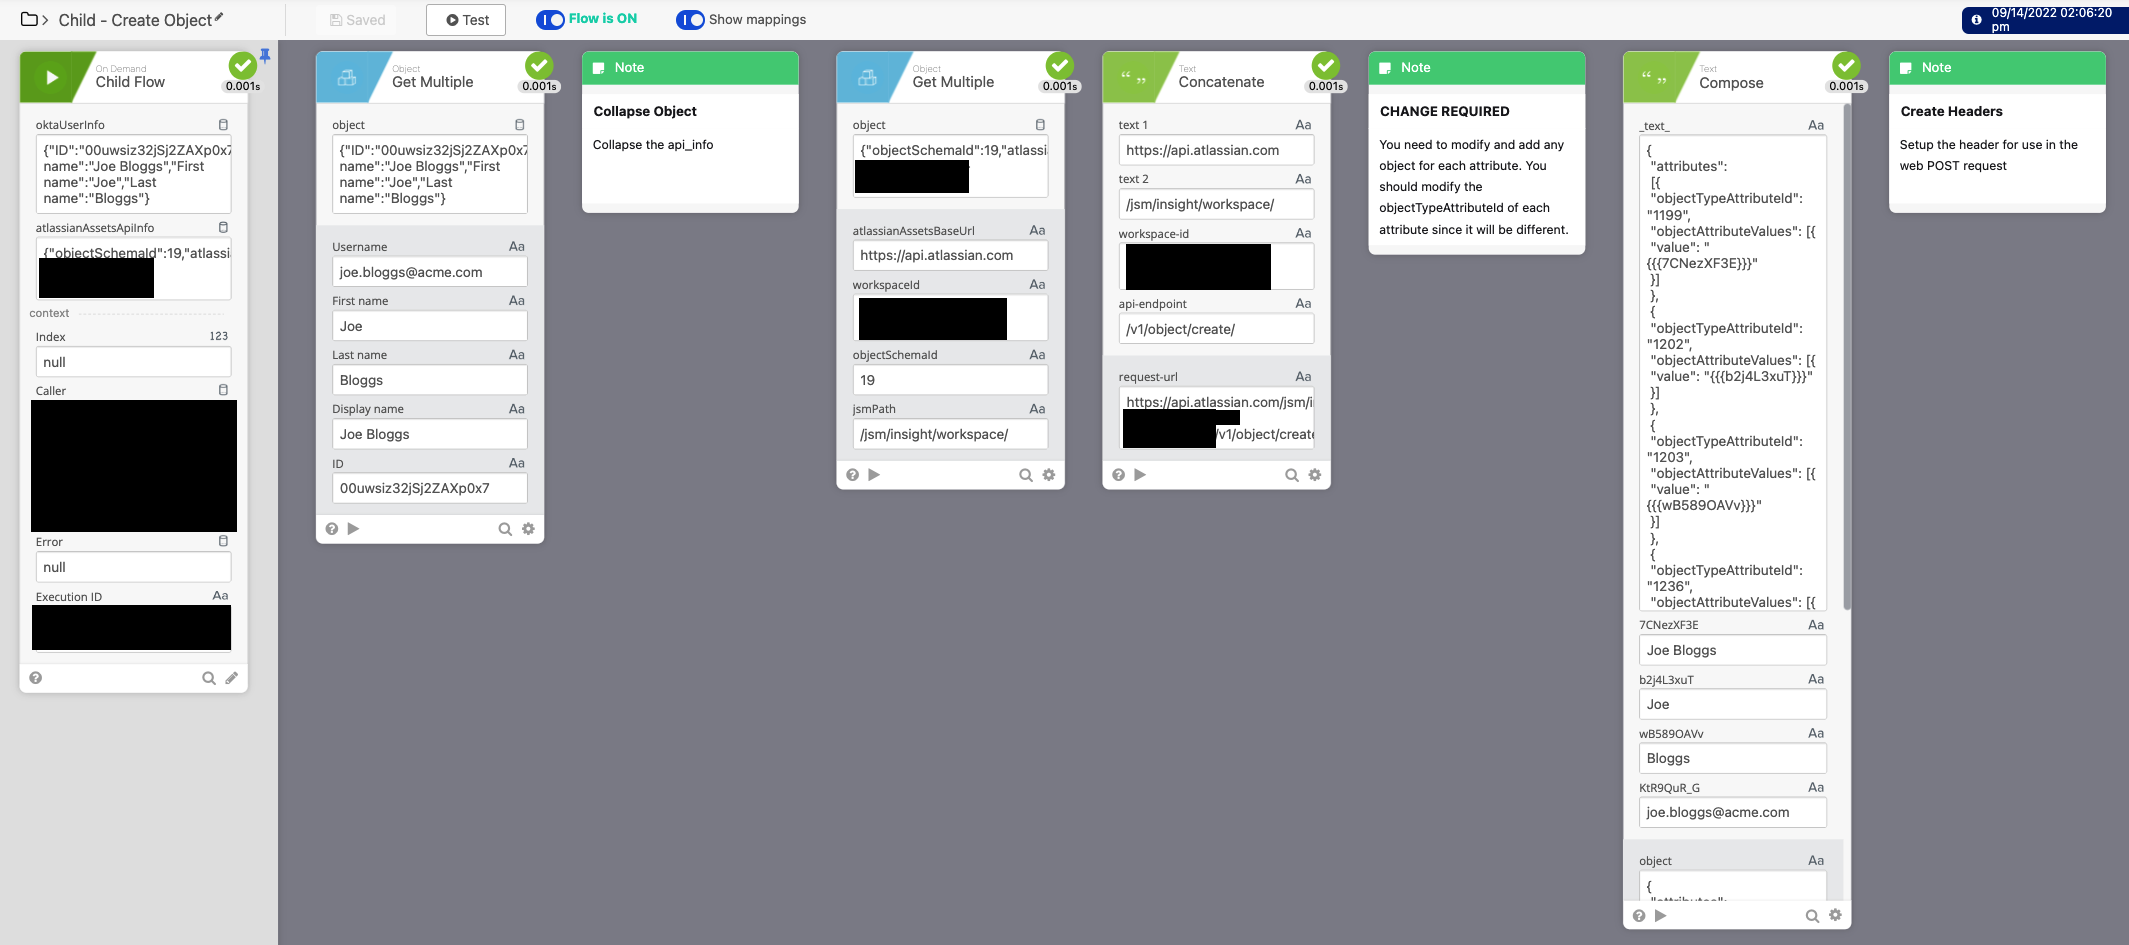 Child - Create Object
Saved
Test
Flow is ON
Show mappings
09/14/2022 02:06:20
pm
On Demand
Child Flow
0.001s
oktaUserInfo
{"ID":"00uwsiz32jSj2ZAXp0x7
name":"Joe Bloggs","First
name":"Joe","Last
name":"Bloggs"}
atlassianAssetsApiInfo
{"objectSchemaId":19,"atlassi
context
Index
123
null
Caller
Error
null
Execution ID
Aa
Object
Get Multiple
0.001s
object
{"ID":"00uwsiz32jSj2ZAXp0x7
name":"Joe Bloggs","First
name":"Joe","Last
name":"Bloggs"}
Username
Aa
joe.bloggs@acme.com
First name
Aa
Joe
Last name
Aa
Bloggs
Display name
Aa
Joe Bloggs
ID
Aa
00uwsiz32jSj2ZAXp0x7
Note
Collapse Object
Collapse the api_info
Object
Get Multiple
0.001s
object
{"objectSchemaId":19,"atlassi
atlassianAssetsBaseUrl
Aa
https://api.atlassian.com
workspaceId
Aa
objectSchemaId
Aa
19
jsmPath
Aa
/jsm/insight/workspace/
Text
Concatenate
0.001s
text 1
Aa
https://api.atlassian.com
text 2
Aa
/jsm/insight/workspace/
workspace-id
Aa
api-endpoint
Aa
/v1/object/create/
request-url
Aa
https://api.atlassian.com/jsm/i
/v1/object/create
Note
CHANGE REQUIRED
You need to modify and add any
object for each attribute. You
should modify the
objectTypeAttributeId of each
attribute since it will be different.
Text
Compose
0.001s
_text_
Aa
{
"attributes":
[{
"objectTypeAttributeId":
"1199",
"objectAttributeValues": [{
"value": "
{{{7CNezXF3E}}}"
}]
},
{
"objectTypeAttributeId":
"1202",
"objectAttributeValues": [{
"value": "{{{b2j4L3xuT}}}"
}]
},
{
"objectTypeAttributeId":
"1203",
"objectAttributeValues": [{
"value": "
{{{wB589OAVv}}}"
}]
},
{
"objectTypeAttributeId":
"1236",
"objectAttributeValues": [{
7CNezXF3E
Aa
Joe Bloggs
b2j4L3xuT
Aa
Joe
wB589OAVv
Aa
Bloggs
KtR9QuR_G
Aa
joe.bloggs@acme.com
object
Aa
{
Note
Create Headers
Setup the header for use in the
web POST request